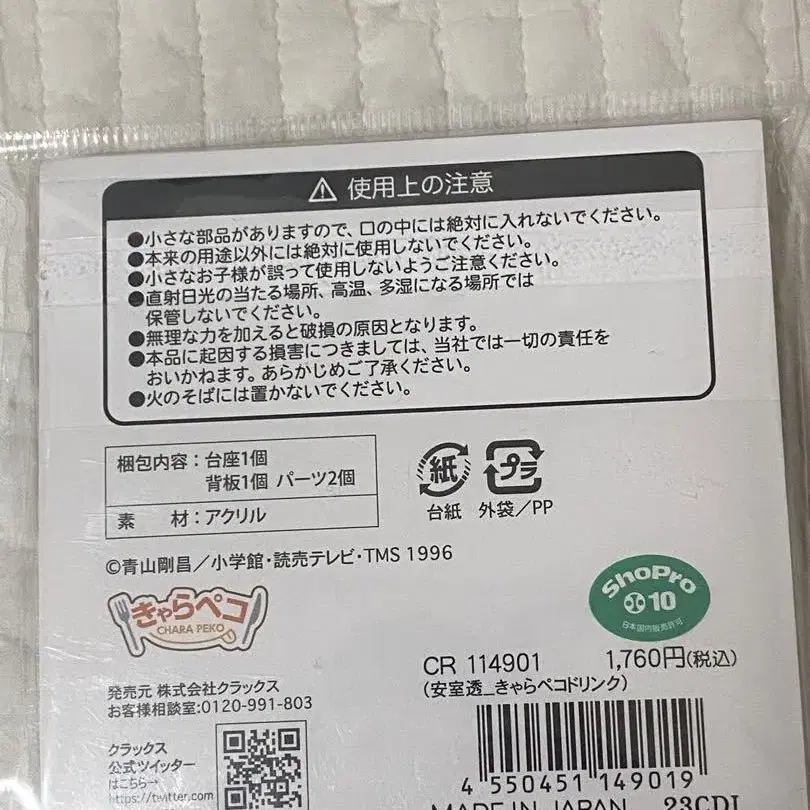 ⚠ 使用上の注意
●小さな部品がありますので、口の中には絶対に入れないでください。
●本来の用途以外には絶対に使用しないでください。
●小さなお子様が誤って使用しないようご注意ください。
●直射日光の当たる場所、高温、多湿になる場所では
保管しないでください。
●無理な力を加えると破損の原因となります。
●本品に起因する損害につきましては、当社では一切の責任を
おいかねます。あらかじめご了承ください。
●火のそばには置かないでください。
梱包内容：台座1個
背板1個 パーツ2個
素　材：アクリル
紙 プラ
台紙 外袋／PP
©青山剛昌／小学館・読売テレビ・TMS 1996
きゃらペコ
CHARA PEKO
ShoPro
10
日本国内販売許可
CR 114901 1,760円(税込)
(安室透_きゃらペコドリンク)
発売元 株式会社クラックス
お客様相談室:0120-991-803
クラックス
公式ツイッター
はこちら→
https://twitter.com
4 550451 149019
MADE IN JAPAN 23CDI